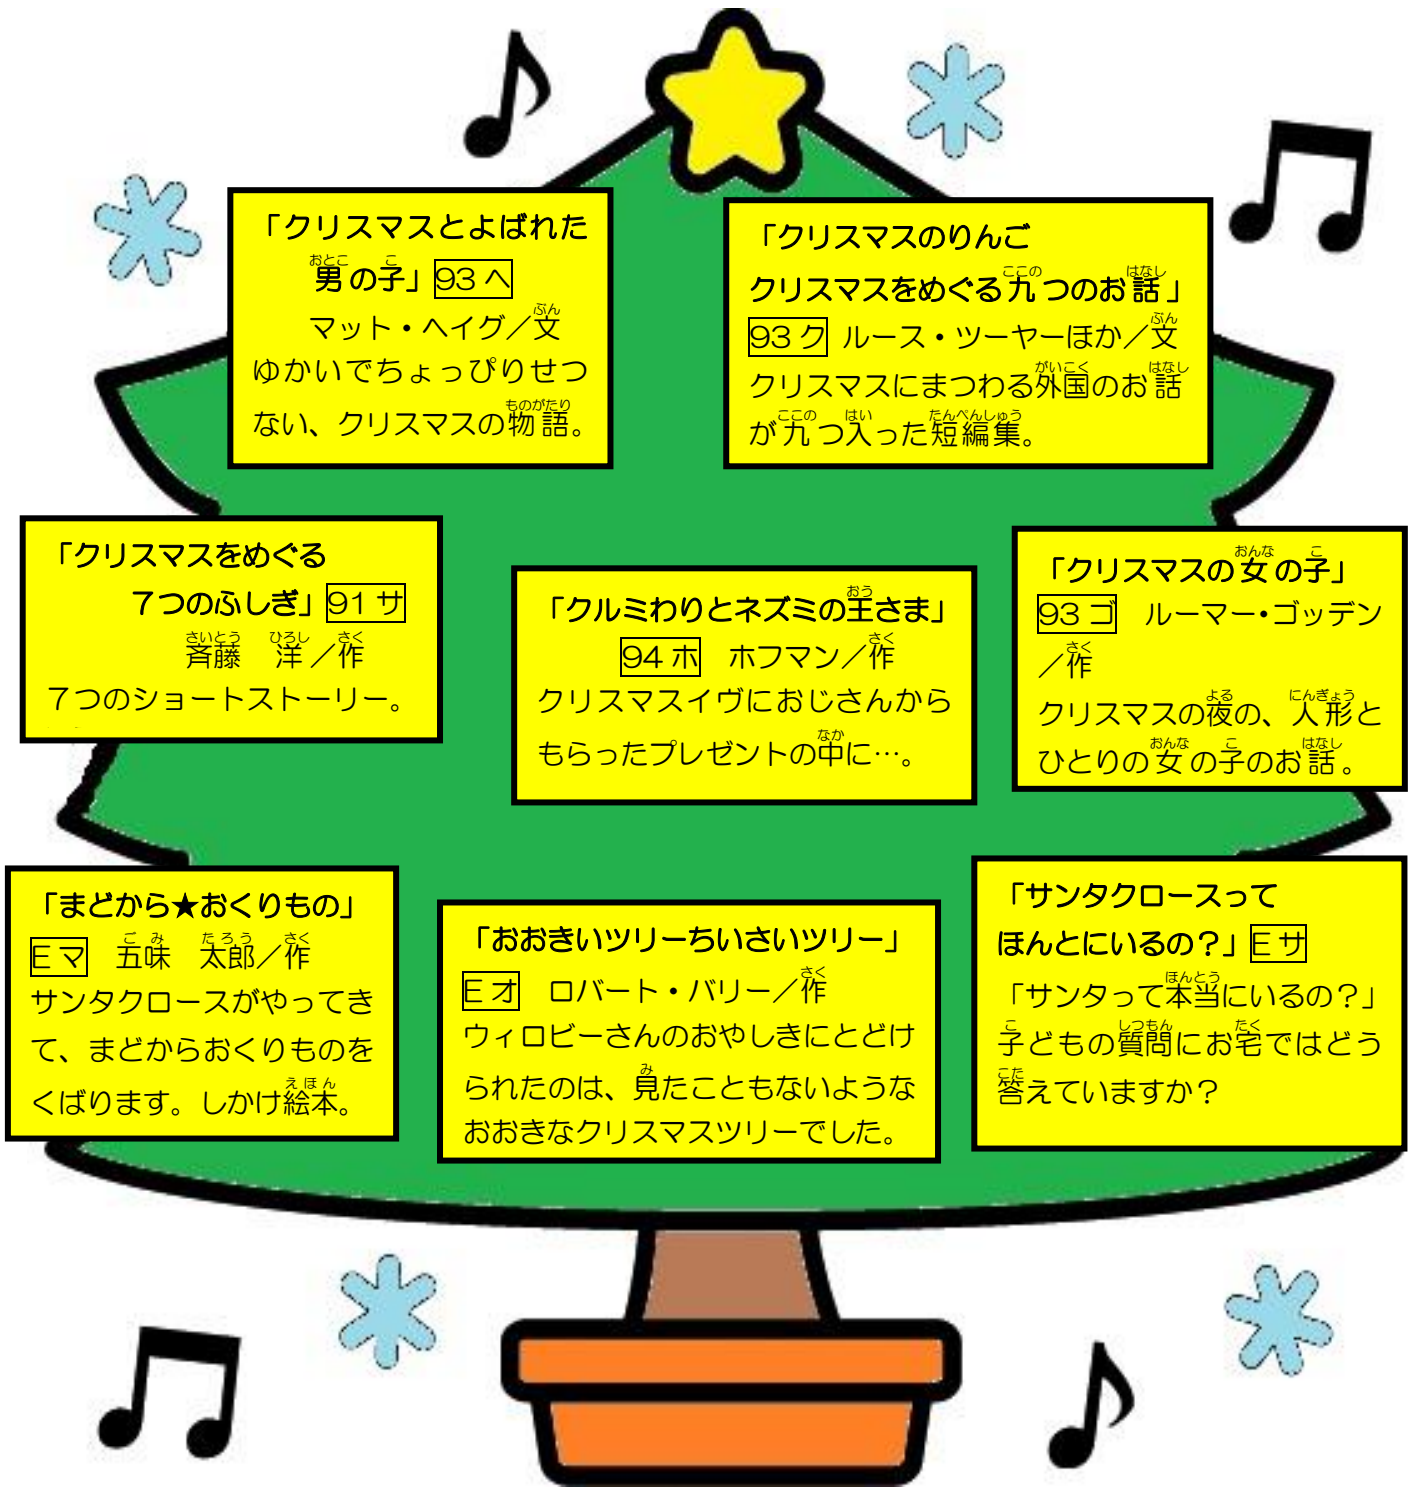 「クリスマスとよばれた
男の子」 93 ヘ
マット・ヘイグ／文
ゆかいでちょっぴりせつ
ない、クリスマスの物語。
「クリスマスのりんご
クリスマスをめぐる九つのお話」
93 ク ルース・ツーヤーほか／文
クリスマスにまつわる外国のお話
が九つ入った短編集。
「クリスマスをめぐる
７つのふしぎ」 91 サ
斉藤 洋／作
７つのショートストーリー。
「クルミわりとネズミの王さま」
94 ホ ホフマン／作
クリスマスイヴにおじさんから
もらったプレゼントの中に…。
「クリスマスの女の子」
93 ゴ ルーマー・ゴッデン
／作
クリスマスの夜の、人形と
ひとりの女の子のお話。
「まどから★おくりもの」
E マ 五味 太郎／作
サンタクロースがやってき
て、まどからおくりものを
くばります。しかけ絵本。
「おおきいツリーちいさいツリー」
E オ ロバート・バリー／作
ウィロビーさんのおやしきにとどけ
られたのは、見たこともないような
おおきなクリスマスツリーでした。
「サンタクロースって
ほんとにいるの？」 E サ
「サンタって本当にいるの？」
子どもの質問にお宅ではどう
答えていますか？